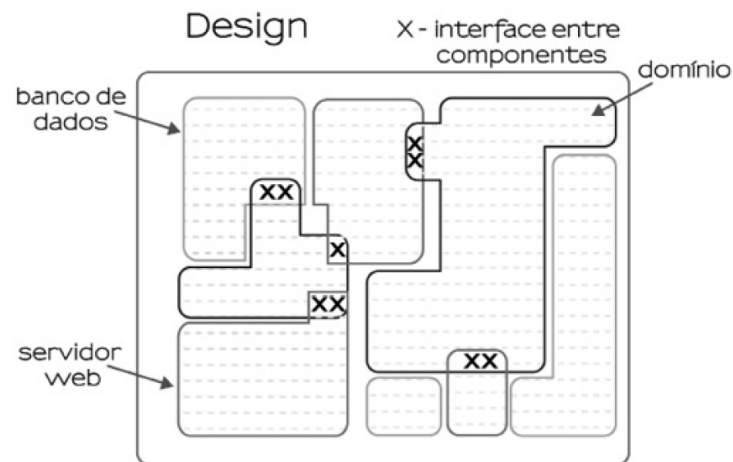 Design
X - interface entre
componentes
domínio
banco de
dados
XX
X
X
X
XX
servidor
web
XX